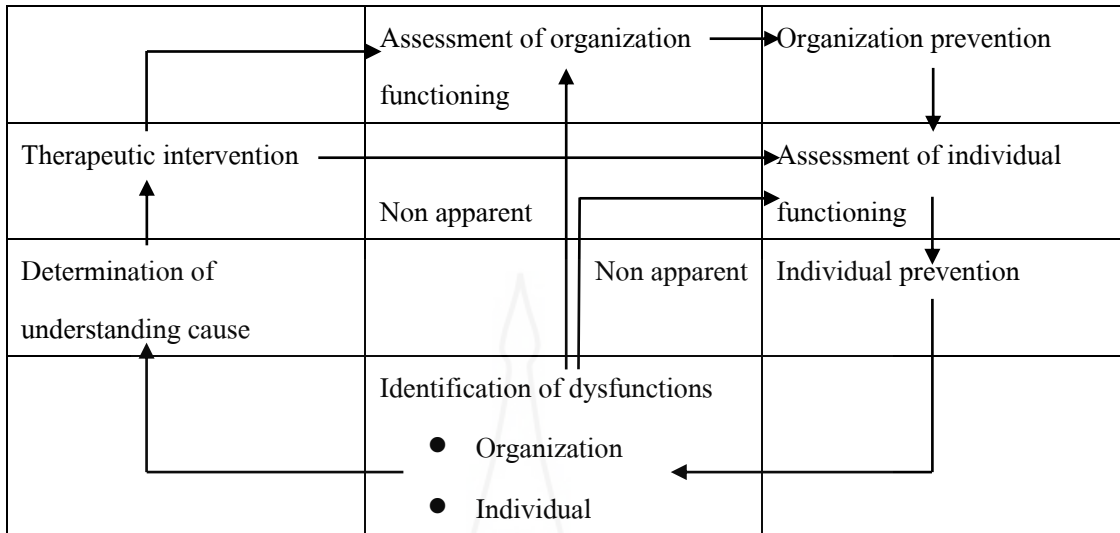 Assessment of organization
functioning
Organization prevention
Therapeutic intervention
Non apparent
Assessment of individual
functioning
Determination of
understanding cause
Non apparent
Individual prevention
Identification of dysfunctions
● Organization
● Individual